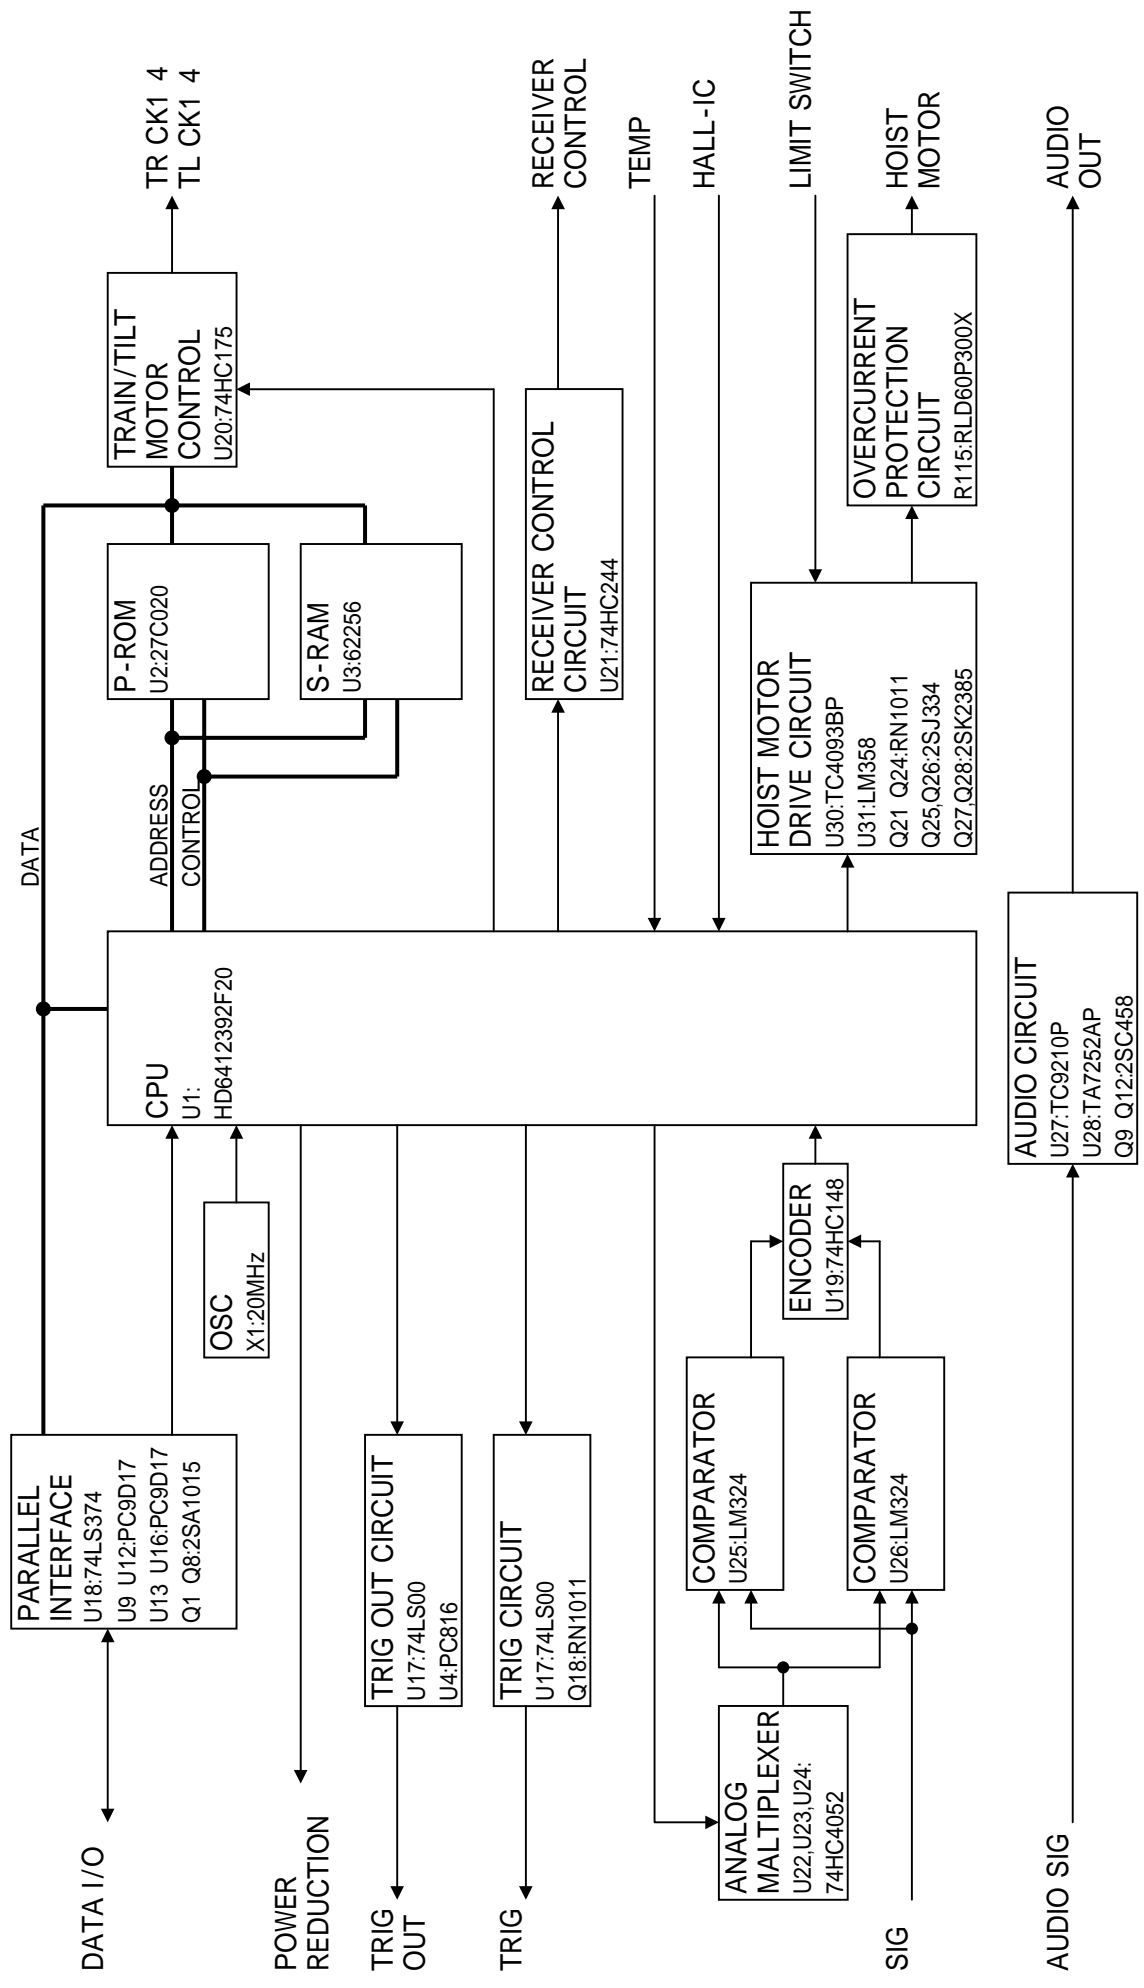 DATA I/O
PARALLEL
INTERFACE
U18:74LS374
U9 U12:PC9D17
U13 U16:PC9D17
Q1 Q8:2SA1015
DATA
ADDRESS
CONTROL
P-ROM
U2:27C020
S-RAM
U3:62256
TRAIN/TILT
MOTOR
CONTROL
U20:74HC175
TR CK1 4
TL CK1 4
OSC
X1:20MHz
CPU
U1:
HD6412392F20
POWER
REDUCTION
TRIG
OUT
TRIG OUT CIRCUIT
U17:74LS00
U4:PC816
TRIG
TRIG CIRCUIT
U17:74LS00
Q18:RN1011
RECEIVER CONTROL
CIRCUIT
U21:74HC244
RECEIVER
CONTROL
TEMP
HALL-IC
LIMIT SWITCH
ANALOG
MALTIPLEXER
U22,U23,U24:
74HC4052
COMPARATOR
U25:LM324
COMPARATOR
U26:LM324
ENCODER
U19:74HC148
HOIST MOTOR
DRIVE CIRCUIT
U30:TC4093BP
U31:LM358
Q21 Q24:RN1011
Q25,Q26:2SJ334
Q27,Q28:2SK2385
OVERCURRENT
PROTECTION
CIRCUIT
R115:RLD60P300X
HOIST
MOTOR
SIG
AUDIO SIG
AUDIO CIRCUIT
U27:TC9210P
U28:TA7252AP
Q9 Q12:2SC458
AUDIO
OUT